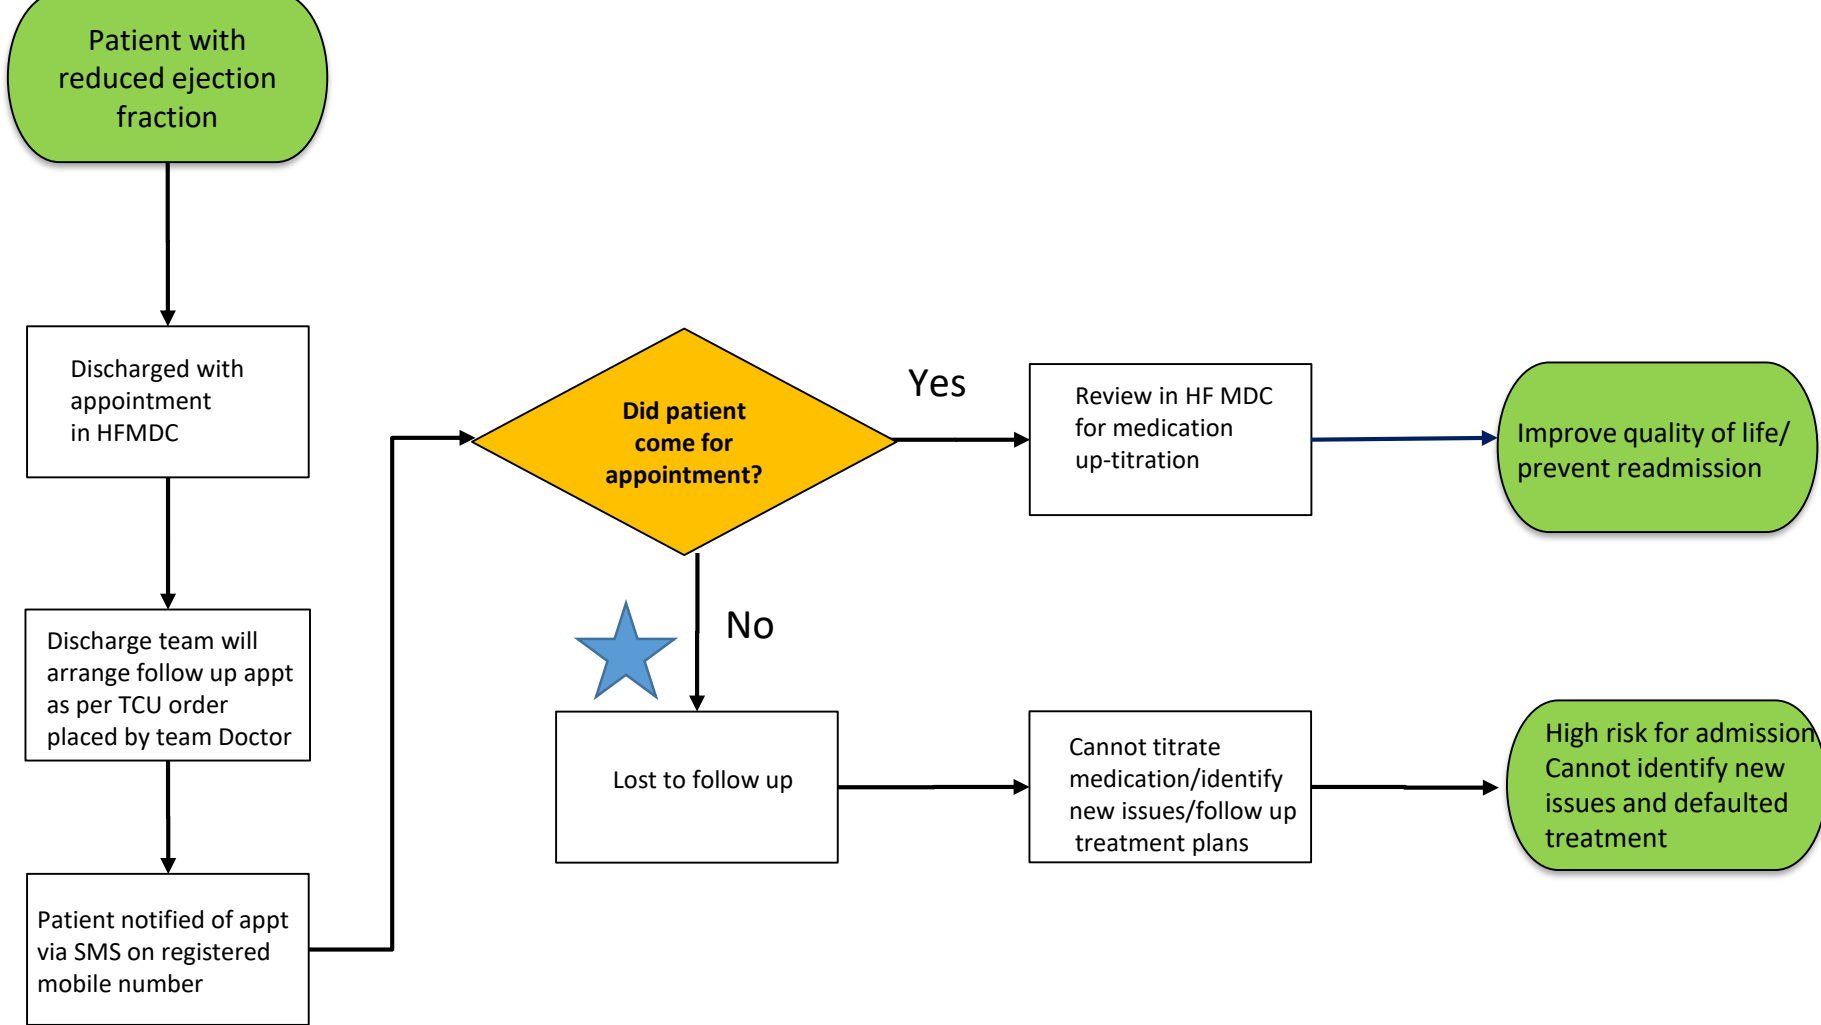 Patient with
reduced ejection
fraction
Discharged with
appointment
in HFMDC
Discharge team will
arrange follow up appt
as per TCU order
placed by team Doctor
Patient notified of appt
via SMS on registered
mobile number
Did patient
come for
appointment?
Yes
Review in HF MDC
for medication
up-titration
Improve quality of life/
prevent readmission
No
Lost to follow up
Cannot titrate
medication/identify
new issues/follow up
treatment plans
High risk for admission
Cannot identify new
issues and defaulted
treatment